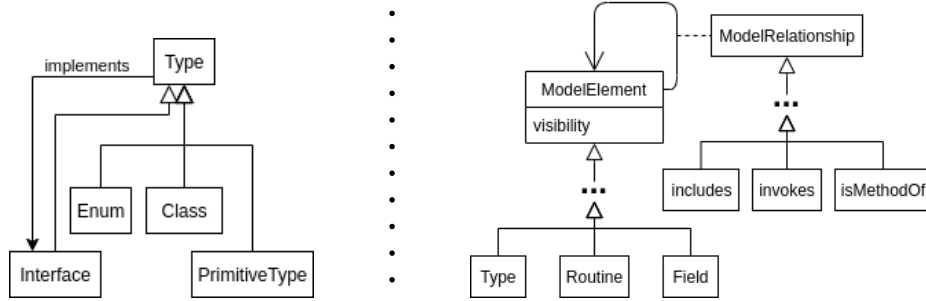 implements
Type
Enum
Class
Interface
PrimitiveType
ModelRelationship
ModelElement
visibility
...
...
includes
invokes
isMethodOf
Type
Routine
Field